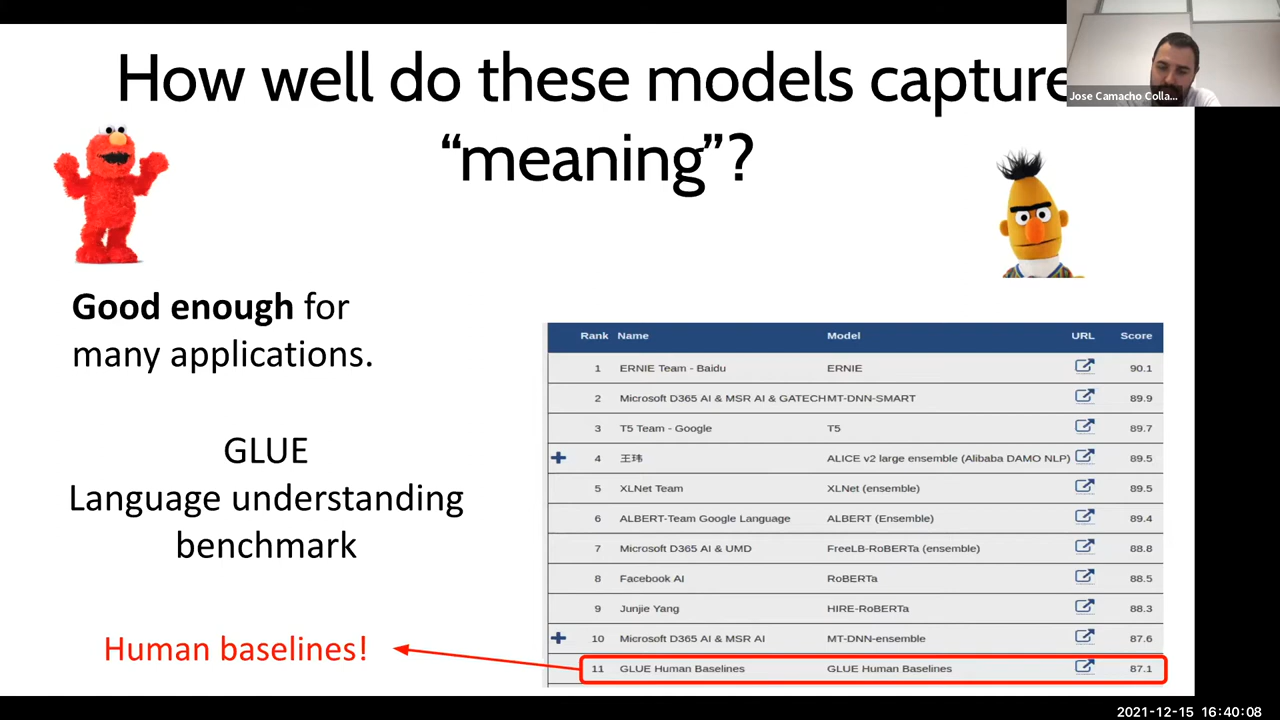 How well do these models capture
“meaning”?
Jose Camacho Colla...
Good enough for
many applications.
GLUE
Language understanding
benchmark
Human baselines!
Rank Name Model URL Score
1 ERNIE Team - Baidu ERNIE 90.1
2 Microsoft D365 AI & MSR AI & GATECH MT-DNN-SMART 89.9
3 T5 Team - Google T5 89.7
4 王玮 ALICE v2 large ensemble (Alibaba DAMO NLP) 89.5
5 XLNet Team XLNet (ensemble) 89.5
6 ALBERT-Team Google Language ALBERT (Ensemble) 89.4
7 Microsoft D365 AI & UMD FreeLB-RoBERTa (ensemble) 88.8
8 Facebook AI RoBERTa 88.5
9 Junjie Yang HIRE-RoBERTa 88.3
10 Microsoft D365 AI & MSR AI MT-DNN-ensemble 87.6
11 GLUE Human Baselines GLUE Human Baselines 87.1
2021-12-15 16:40:08